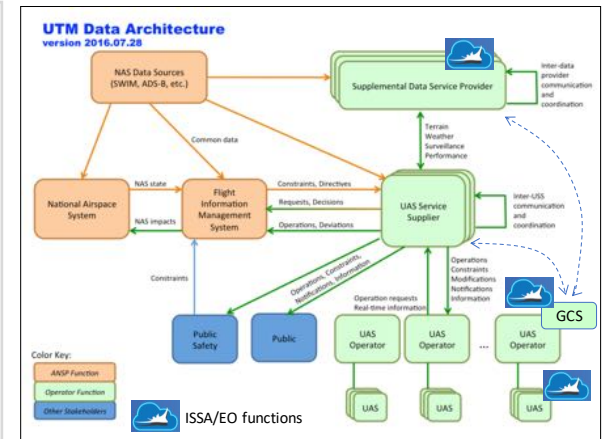 UTM Data Architecture
version 2016.07.28
NAS Data Sources
(SWIM, ADS-B, etc.)
Supplemental Data Service Provider
Inter-data
provider
communication
and
coordination
Common data
Terrain
Weather
Surveillance
Performance
National Airspace
System
NAS state
NAS impacts
Flight
Information
Management
System
Constraints, Directives
Requests, Decisions
Operations, Deviations
UAS Service
Supplier
Inter-USS
communication
and
coordination
Constraints
Operations, Constraints,
Notifications, Information
Operations
Constraints
Modifications
Notifications
Information
Operation requests
Real-time information
GCS
Public
Safety
Public
UAS
Operator
UAS
Operator
...
UAS
Operator
Color Key:
ANSP Function
Operator Function
Other Stakeholders
UAS
UAS
UAS
ISSA/EO functions